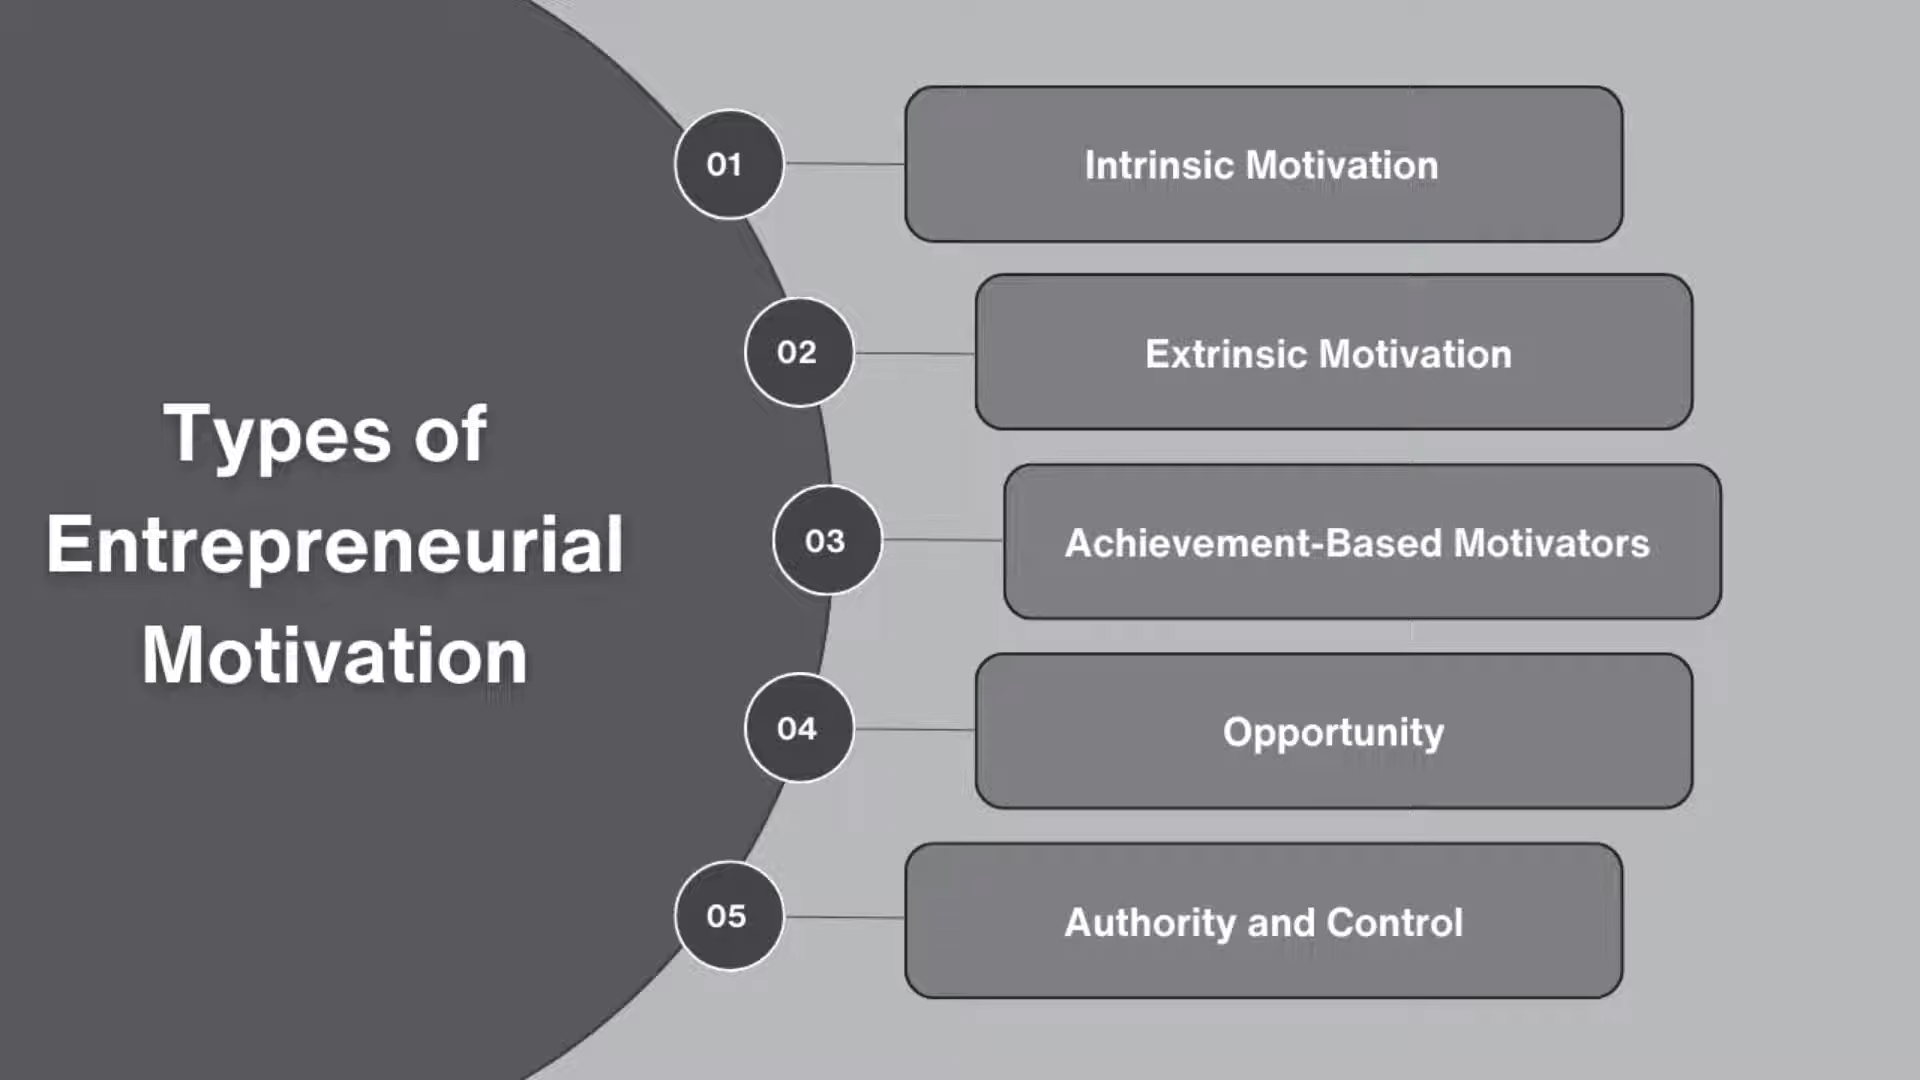 Types of
Entrepreneurial
Motivation
01
Intrinsic Motivation
02
Extrinsic Motivation
03
Achievement-Based Motivators
04
Opportunity
05
Authority and Control